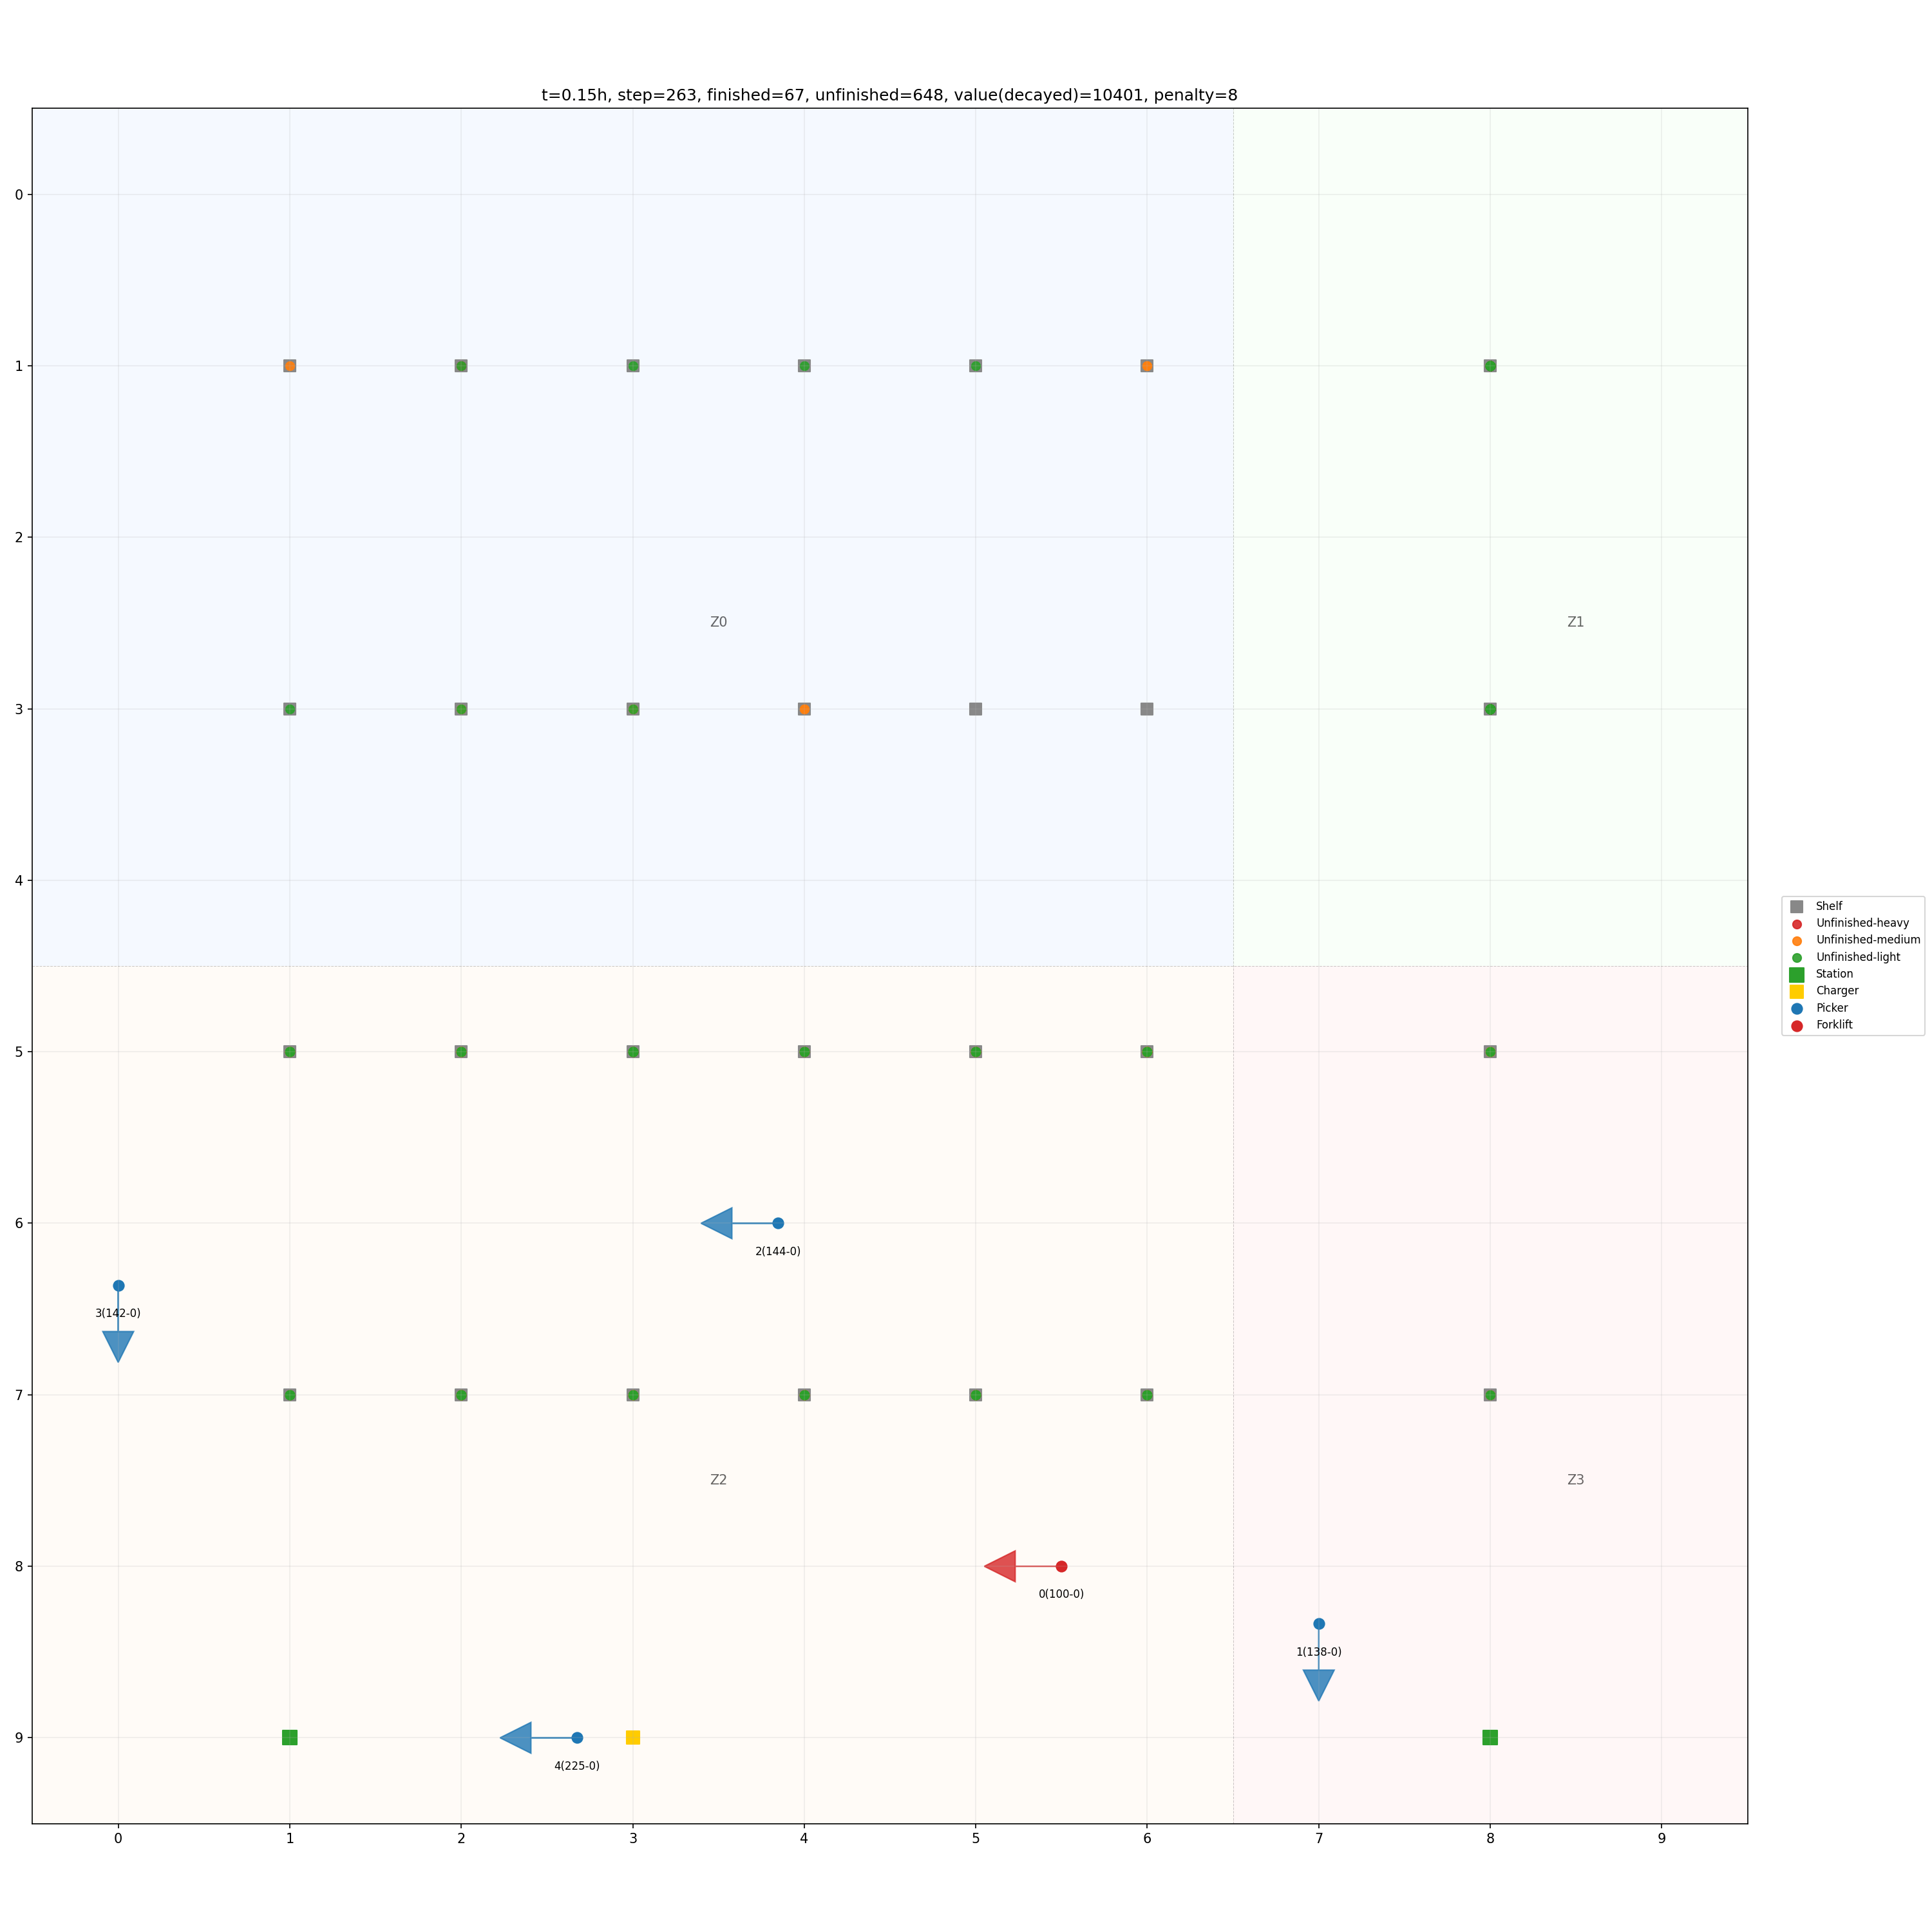 t=0.15h, step=263, finished=67, unfinished=648, value(decayed)=10401, penalty=8
0
1
2
Z0
Z1
3
4
Shelf
Unfinished-heavy
Unfinished-medium
Unfinished-light
Station
Charger
Picker
Forklift
5
6
2(144-0)
3(142-0)
7
Z2
Z3
8
0(100-0)
1(138-0)
9
4(225-0)
0 1 2 3 4 5 6 7 8 9